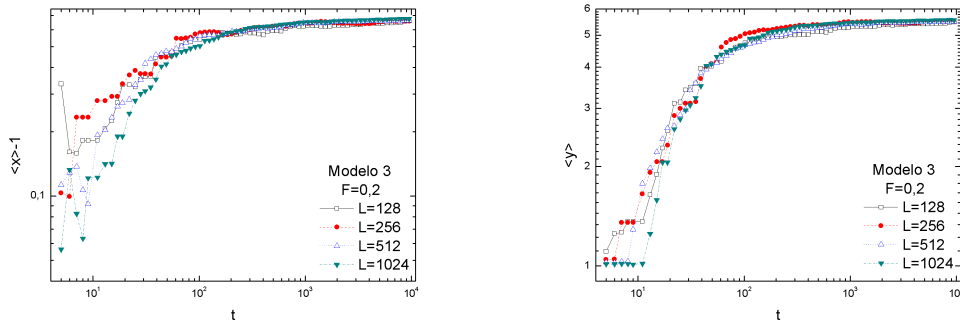 <x>-1
0,1
Modelo 3
F=0,2
L=128
L=256
L=512
L=1024
10¹
10²
10³
10⁴
t
<y>
6
5
4
3
2
1
Modelo 3
F=0,2
L=128
L=256
L=512
L=1024
10¹
10²
10³
10⁴
t